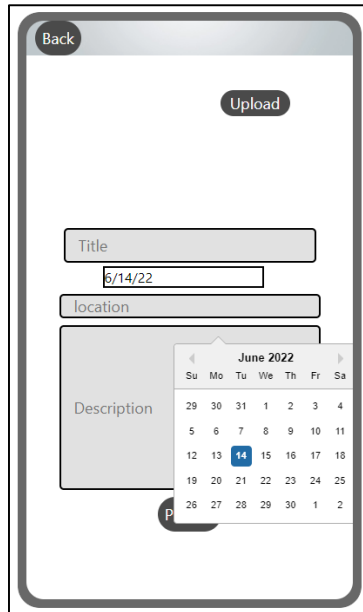 Back
Upload
Title
6/14/22
location
June 2022
Su Mo Tu We Th Fr Sa
29 30 31 1 2 3 4
5 6 7 8 9 10 11
Description
12 13 14 15 16 17 18
19 20 21 22 23 24 25
26 27 28 29 30 1 2